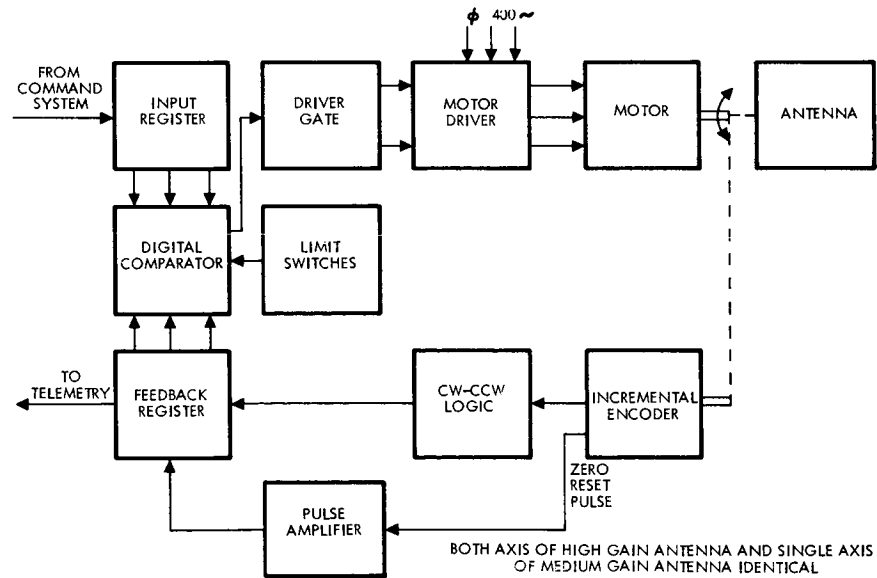 ϕ 400 ~
FROM
COMMAND
SYSTEM
INPUT
REGISTER
DRIVER
GATE
MOTOR
DRIVER
MOTOR
ANTENNA
DIGITAL
COMPARATOR
LIMIT
SWITCHES
TO
TELEMETRY
FEEDBACK
REGISTER
CW-CCW
LOGIC
INCREMENTAL
ENCODER
ZERO
RESET
PULSE
PULSE
AMPLIFIER
BOTH AXIS OF HIGH GAIN ANTENNA AND SINGLE AXIS
OF MEDIUM GAIN ANTENNA IDENTICAL